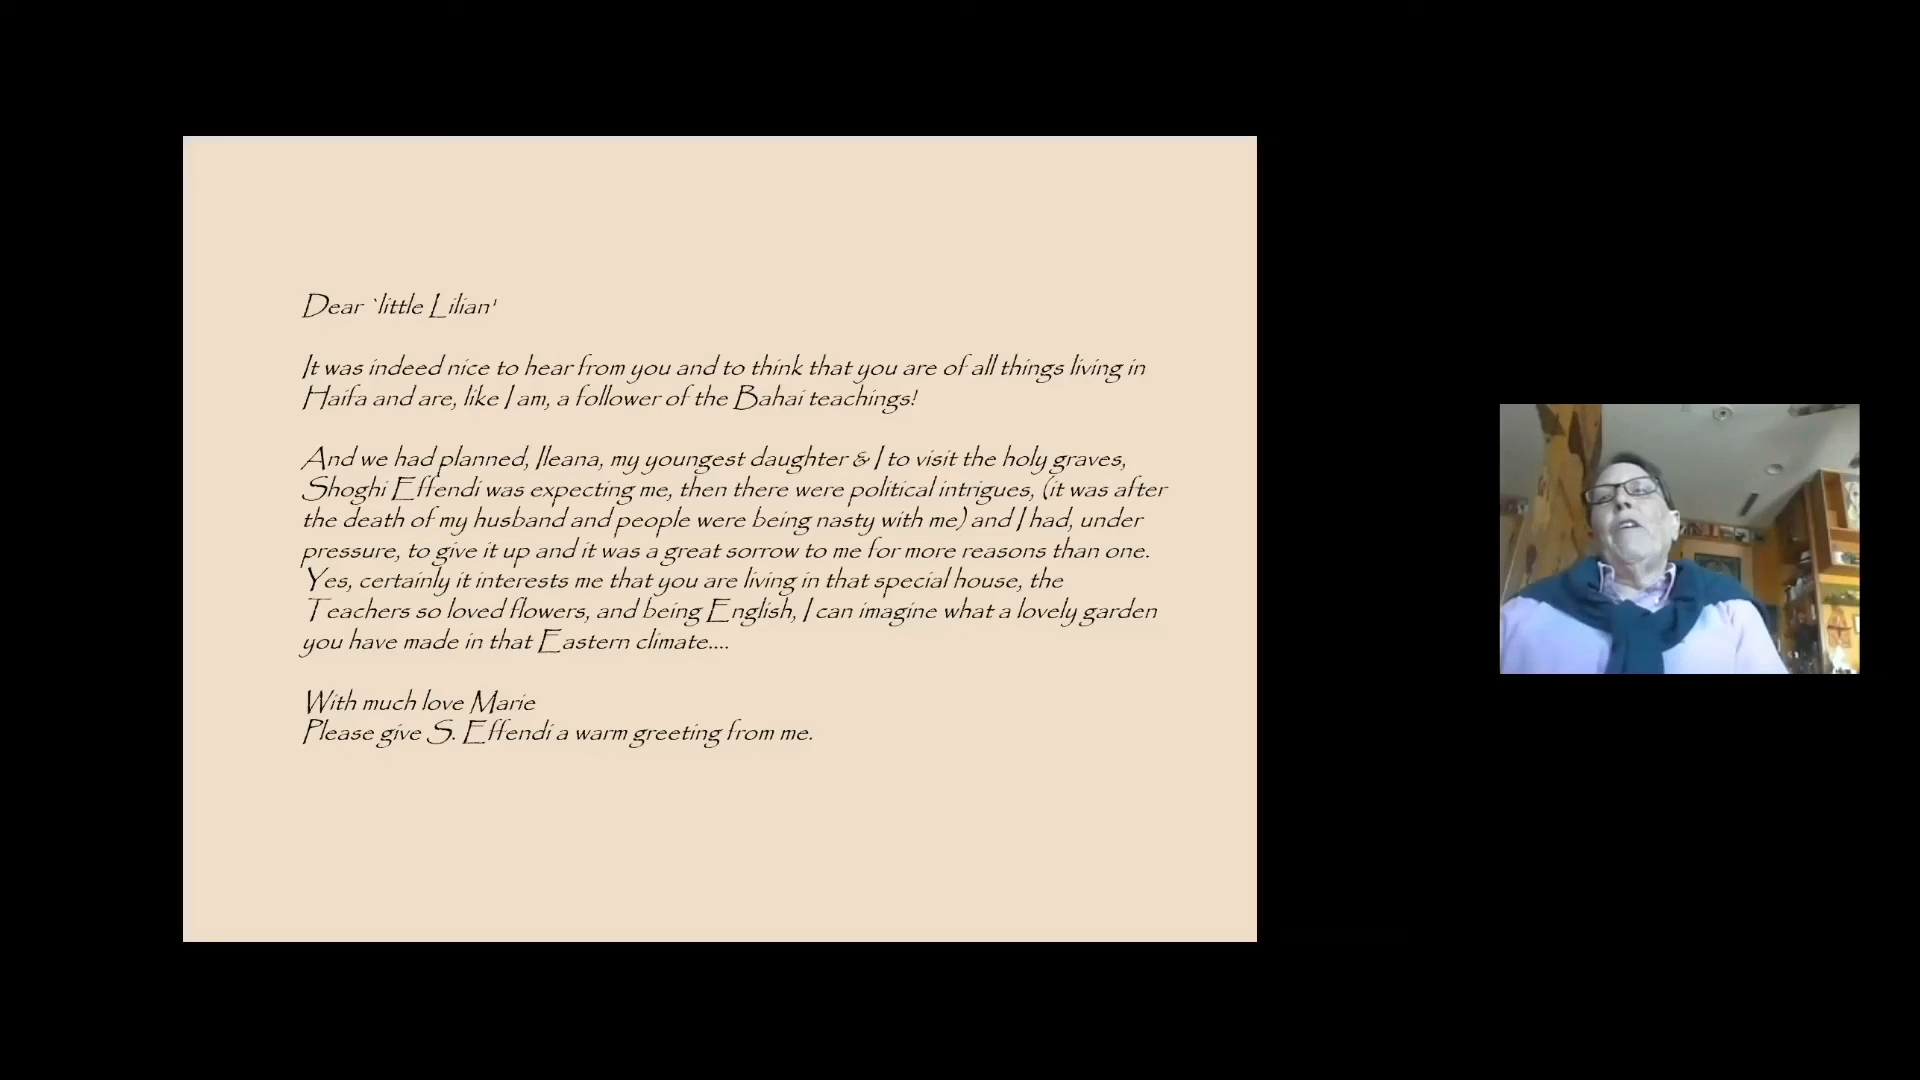 Dear `little Lilian'
It was indeed nice to hear from you and to think that you are of all things living in
Haifa and are, like I am, a follower of the Bahai teachings!
And we had planned, Ileana, my youngest daughter & I to visit the holy graves,
Shoghi Effendi was expecting me, then there were political intrigues, (it was after
the death of my husband and people were being nasty with me) and I had, under
pressure, to give it up and it was a great sorrow to me for more reasons than one.
Yes, certainly it interests me that you are living in that special house, the
Teachers so loved flowers, and being English, I can imagine what a lovely garden
you have made in that Eastern climate....
With much love Marie
Please give S. Effendi a warm greeting from me.